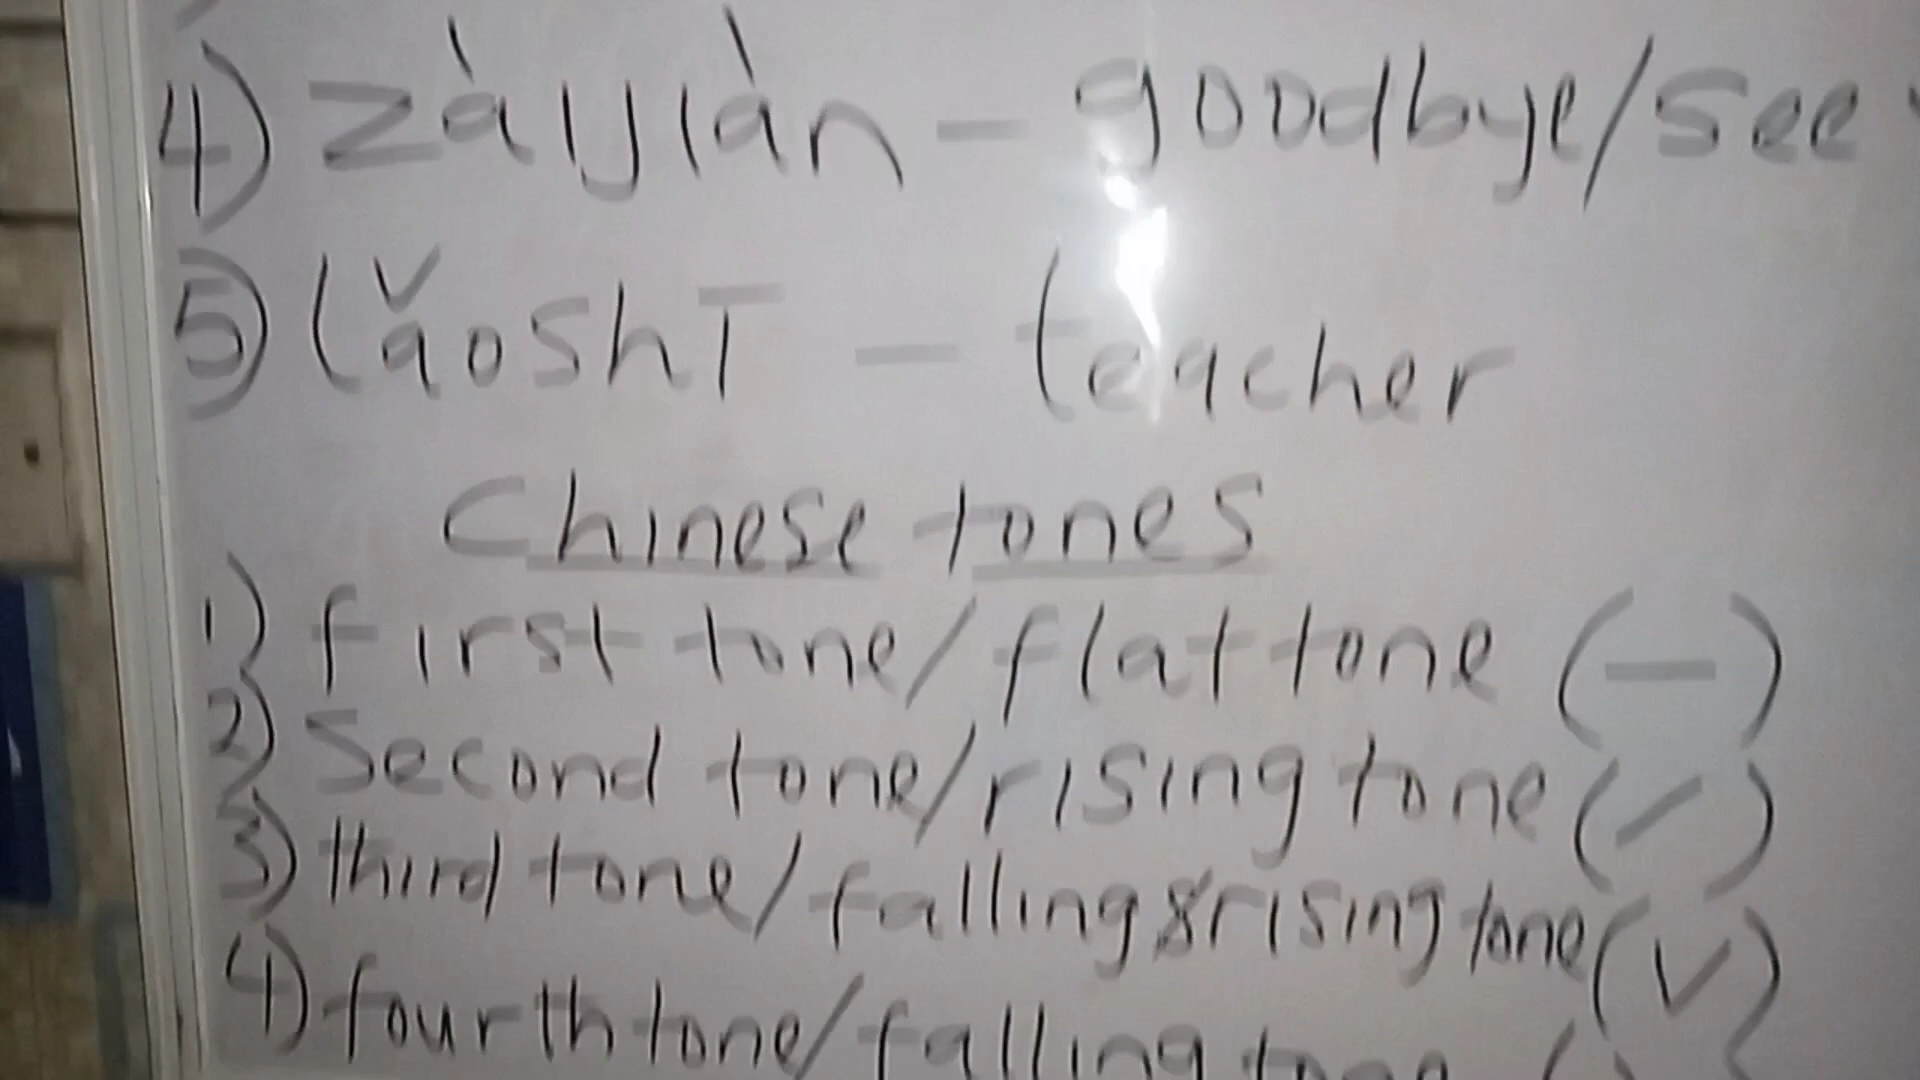 4) zàijiàn - goodbye/see
5) lǎoshī - teacher
Chinese tones
1) first tone/flat tone (—)
2) Second tone/rising tone (/)
3) third tone/falling&rising tone (v)
4) fourth tone/falling tone (